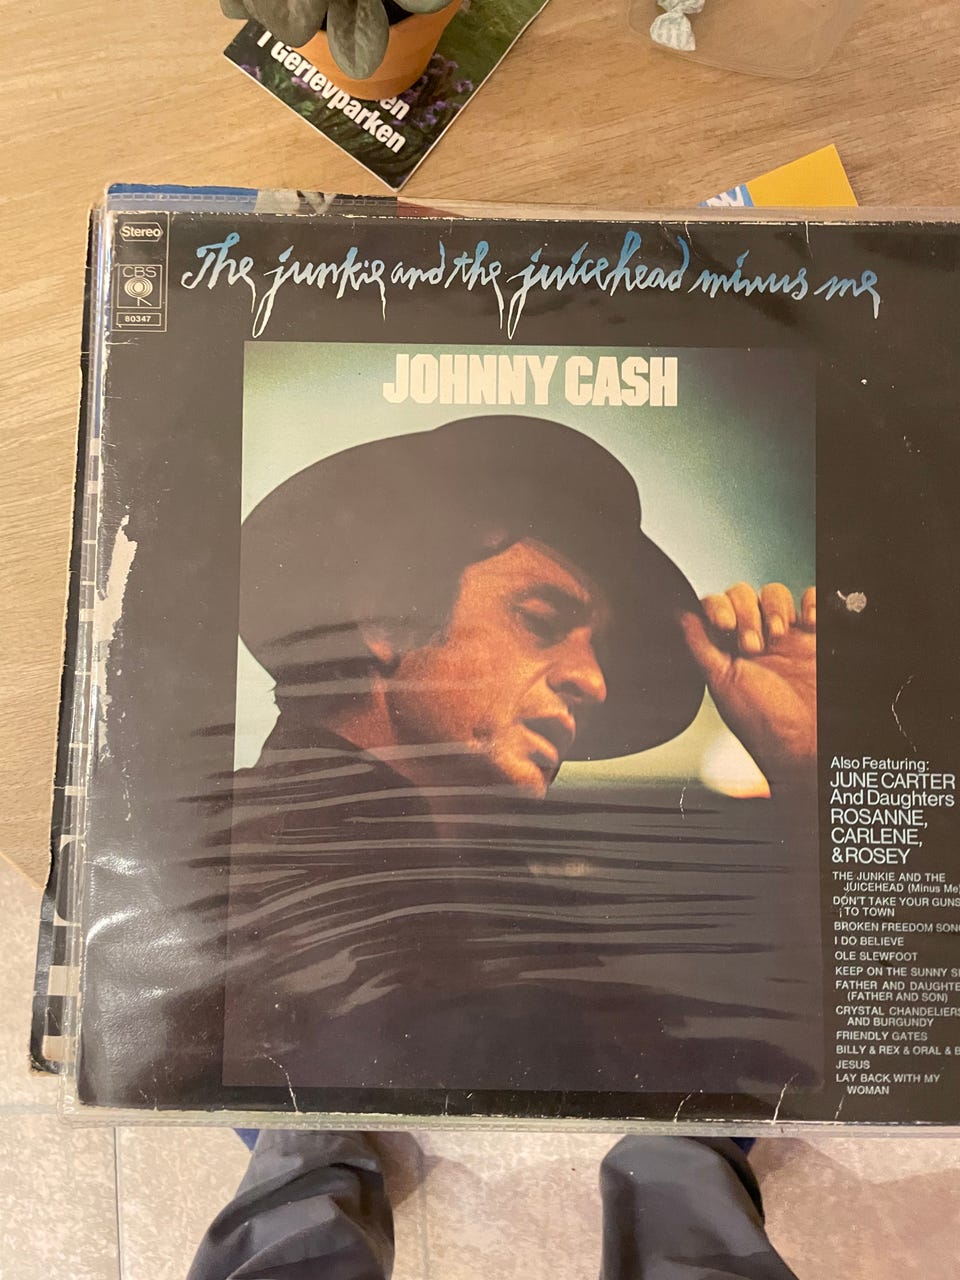 I Gerlevparken
Stereo
CBS
80347
The junkie and the juicehead minus me
JOHNNY CASH
Also Featuring:
JUNE CARTER
And Daughters
ROSANNE,
CARLENE,
& ROSEY
THE JUNKIE AND THE
JUICEHEAD (Minus Me)
DON'T TAKE YOUR GUNS
TO TOWN
BROKEN FREEDOM SON
I DO BELIEVE
OLE SLEWFOOT
KEEP ON THE SUNNY S
FATHER AND DAUGHTE
(FATHER AND SON)
CRYSTAL CHANDELIERS
AND BURGUNDY
FRIENDLY GATES
BILLY & REX & ORAL & B
JESUS
LAY BACK WITH MY
WOMAN